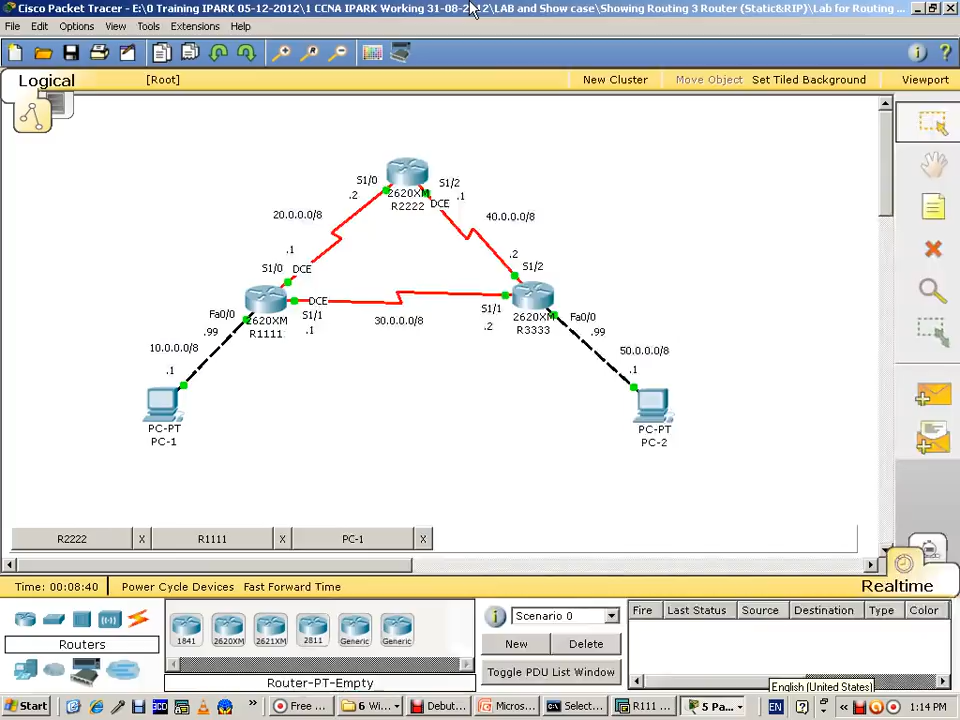 Cisco Packet Tracer - E:\0 Training IPARK 05-12-2012\1 CCNA IPARK Working 31-08-2012\LAB and Show case\Showing Routing 3 Router (Static&RIP)\Lab for Routing ...
File Edit Options View Tools Extensions Help
Logical [Root] New Cluster Move Object Set Tiled Background Viewport
S1/0 S1/2
.2 2620XM DCE .1
R2222
20.0.0.0/8 40.0.0.0/8
.1 .2
S1/0 DCE S1/2
DCE
2620XM S1/1 30.0.0.0/8 S1/1 2620XM Fa0/0
R1111 .1 .2 R3333 .99
Fa0/0
.99
10.0.0.0/8 50.0.0.0/8
.1 .1
PC-PT PC-PT
PC-1 PC-2
R2222 X R1111 X PC-1 X
Time: 00:08:40 Power Cycle Devices Fast Forward Time Realtime
Routers
1841 2620XM 2621XM 2811 Generic Generic
Router-PT-Empty
Scenario 0
New Delete
Toggle PDU List Window
Fire Last Status Source Destination Type Color
English (United States)
Start Free ... 6 Wi... Debut... Micros... Select... R111 ... 5 Pa... EN 1:14 PM